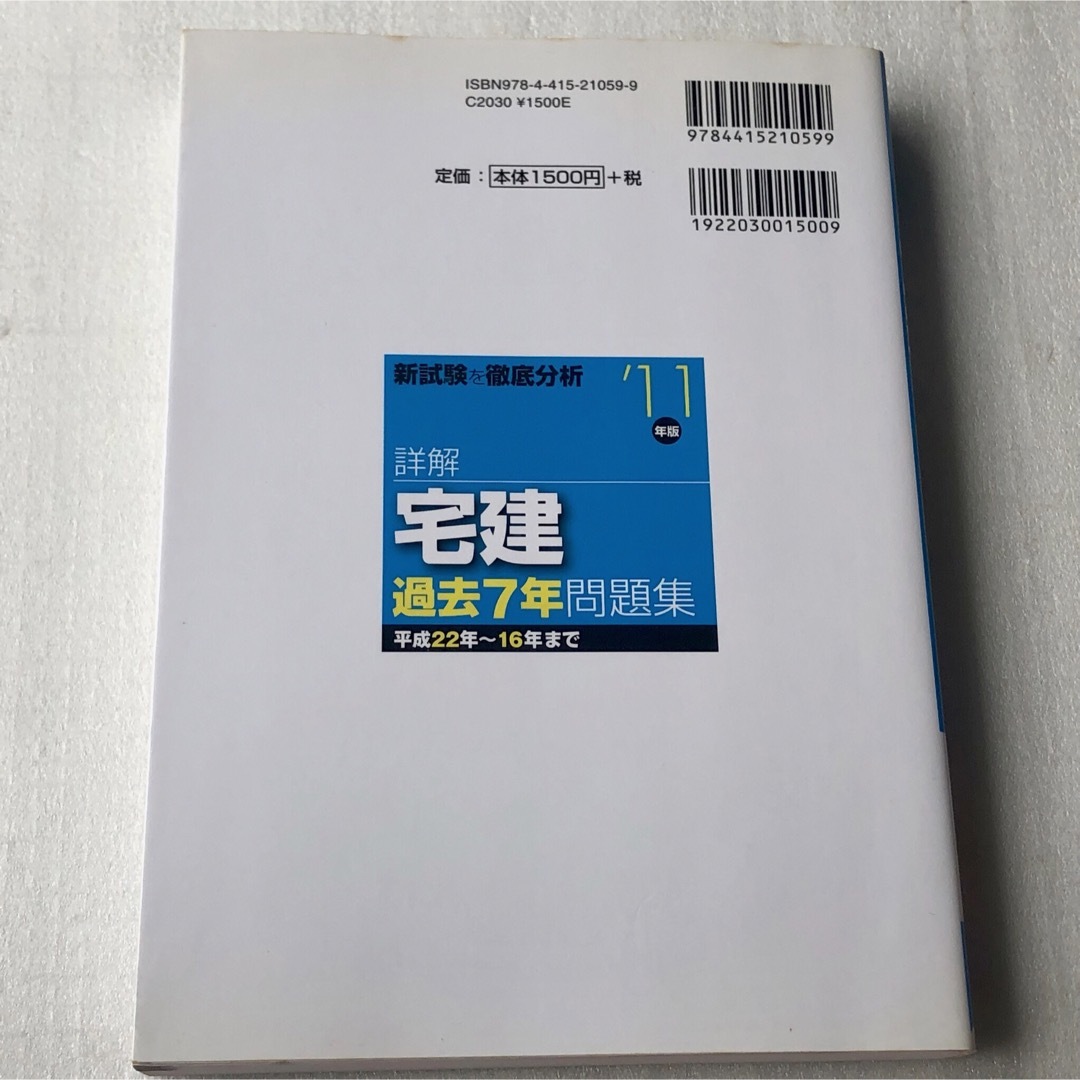 ISBN978-4-415-21059-9
C2030 ¥1500E
9784415210599
定価：本体1500円+税
1922030015009
新試験を徹底分析
'11
年版
詳解
宅建
過去7年問題集
平成22年～16年まで